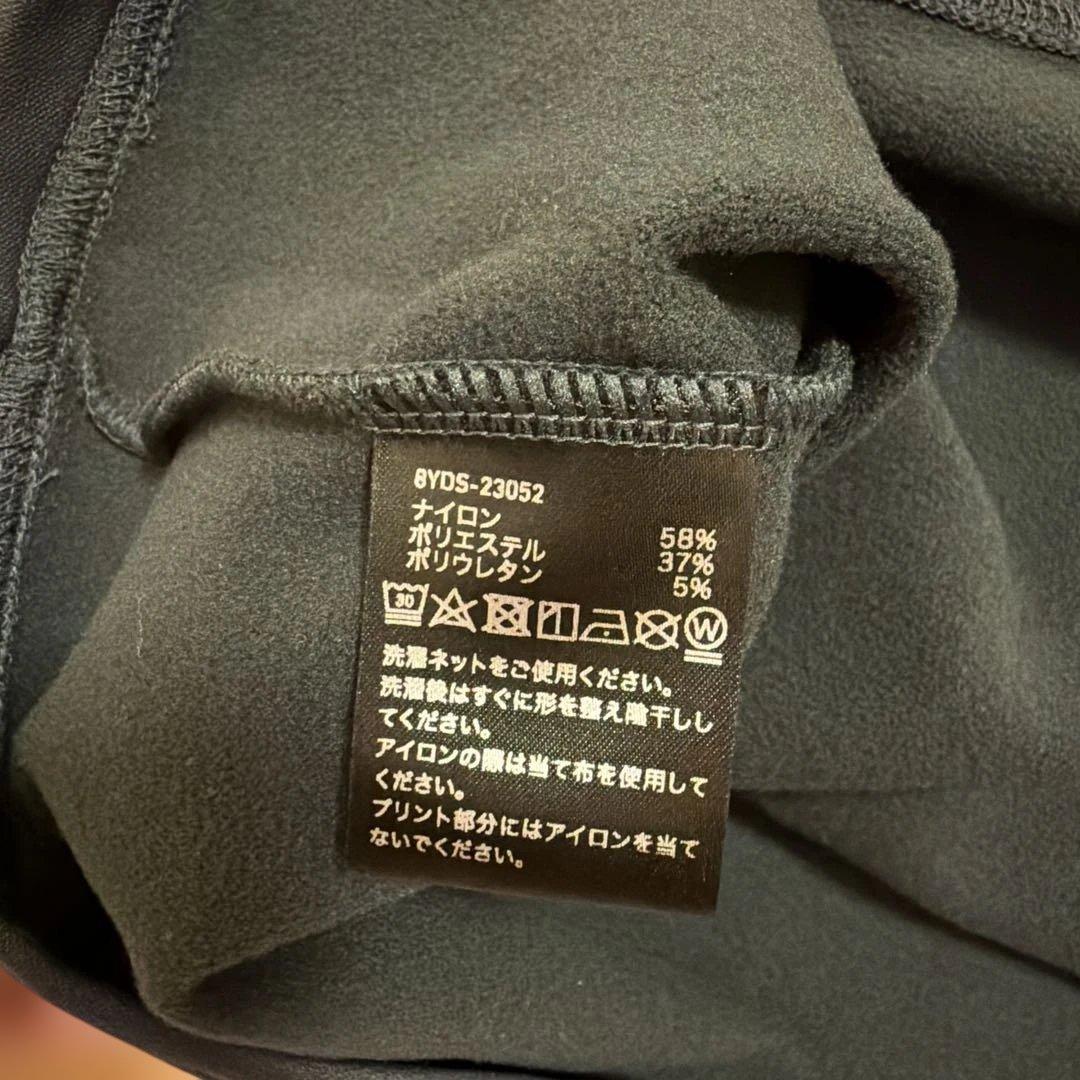 8YDS-23052
ナイロン 58%
ポリエステル 37%
ポリウレタン 5%
30 W
洗濯ネットをご使用ください。
洗濯後はすぐに形を整え陰干しし
てください。
アイロンの際は当て布を使用して
ください。
プリント部分にはアイロンを当て
ないでください。